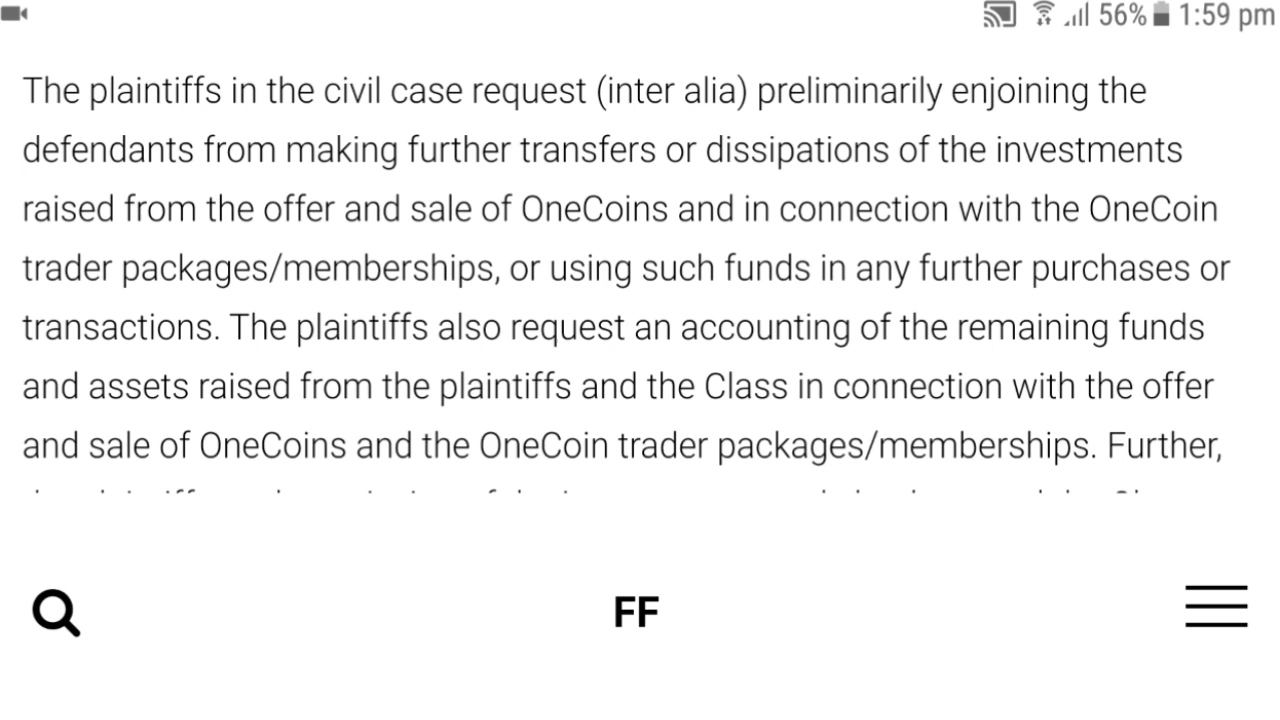 56% 1:59 pm
The plaintiffs in the civil case request (inter alia) preliminarily enjoining the
defendants from making further transfers or dissipations of the investments
raised from the offer and sale of OneCoins and in connection with the OneCoin
trader packages/memberships, or using such funds in any further purchases or
transactions. The plaintiffs also request an accounting of the remaining funds
and assets raised from the plaintiffs and the Class in connection with the offer
and sale of OneCoins and the OneCoin trader packages/memberships. Further,
FF